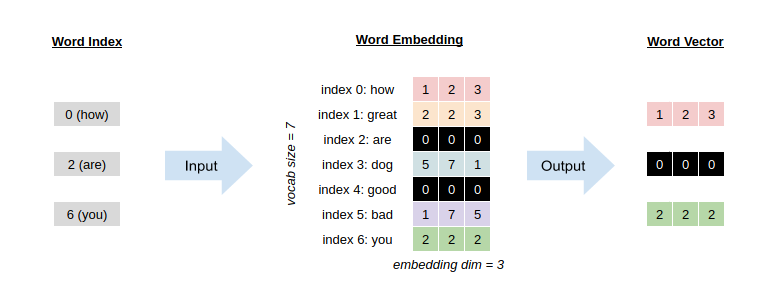 Word Index
Word Embedding
Word Vector
0 (how)
2 (are)
6 (you)
Input
vocab size = 7
index 0: how 1 2 3
index 1: great 2 2 3
index 2: are 0 0 0
index 3: dog 5 7 1
index 4: good 0 0 0
index 5: bad 1 7 5
index 6: you 2 2 2
embedding dim = 3
Output
1 2 3
0 0 0
2 2 2